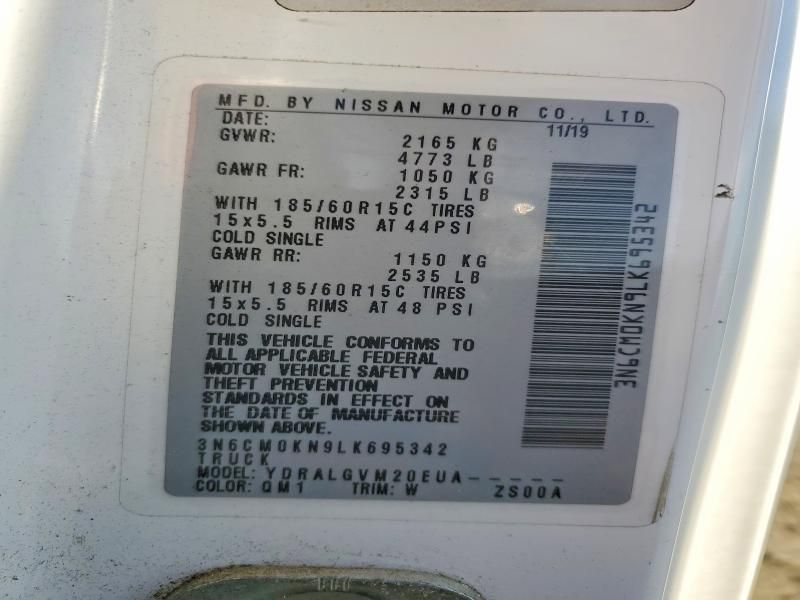 MFD. BY NISSAN MOTOR CO., LTD.
DATE: 11/19
GVWR: 2165 KG
4773 LB
GAWR FR: 1050 KG
2315 LB
WITH 185/60R15C TIRES
15x5.5 RIMS AT 44PSI
COLD SINGLE
GAWR RR: 1150 KG
2535 LB
WITH 185/60R15C TIRES
15x5.5 RIMS AT 48 PSI
COLD SINGLE
THIS VEHICLE CONFORMS TO
ALL APPLICABLE FEDERAL
MOTOR VEHICLE SAFETY AND
THEFT PREVENTION
STANDARDS IN EFFECT ON
THE DATE OF MANUFACTURE
SHOWN ABOVE.
3N6CM0KN9LK695342
TRUCK
MODEL: YDRALGVM20EUA-----
COLOR: QM1 TRIM: W ZS00A
3N6CM0KN9LK695342